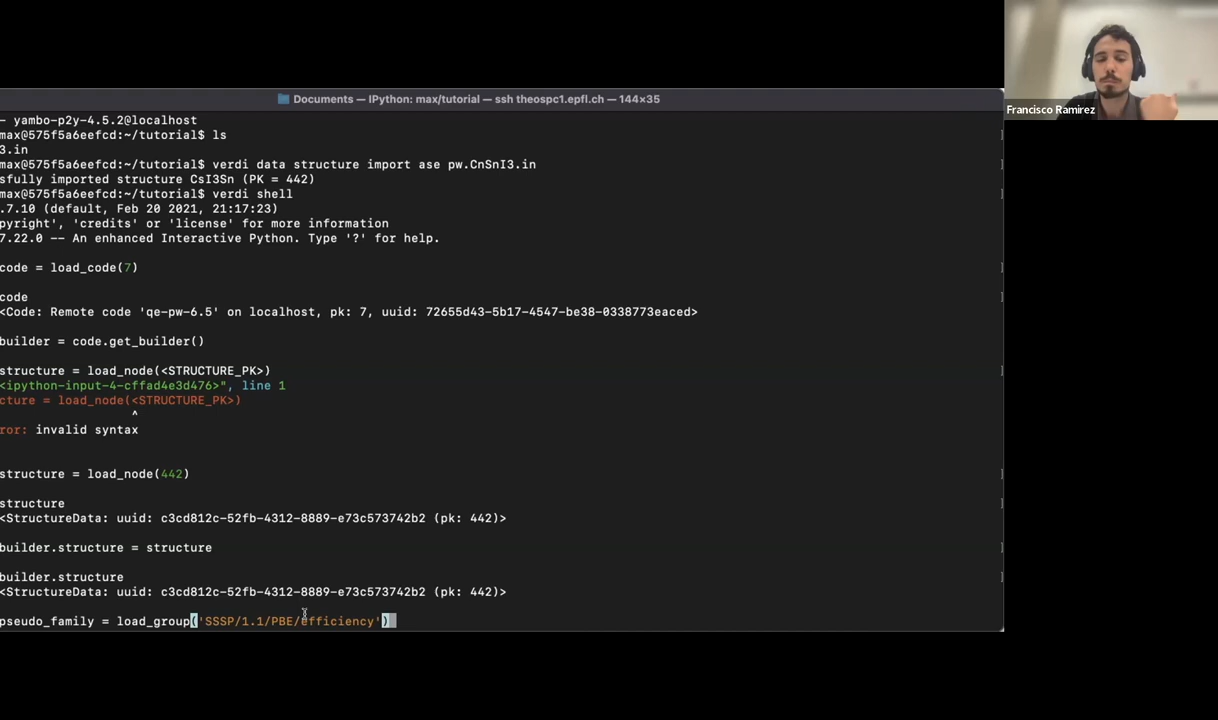 Documents — IPython: max/tutorial — ssh theospc1.epfl.ch — 144×35
- yambo-p2y-4.5.2@localhost
max@575f5a6eefcd:~/tutorial$ ls
3.in
max@575f5a6eefcd:~/tutorial$ verdi data structure import ase pw.CnSnI3.in
sfully imported structure CsI3Sn (PK = 442)
max@575f5a6eefcd:~/tutorial$ verdi shell
.7.10 (default, Feb 20 2021, 21:17:23)
pyright', 'credits' or 'license' for more information
7.22.0 -- An enhanced Interactive Python. Type '?' for help.
code = load_code(7)
code
<Code: Remote code 'qe-pw-6.5' on localhost, pk: 7, uuid: 72655d43-5b17-4547-be38-0338773eaced>
builder = code.get_builder()
structure = load_node(<STRUCTURE_PK>)
<ipython-input-4-cffad4e3d476>", line 1
cture = load_node(<STRUCTURE_PK>)
^
ror: invalid syntax
structure = load_node(442)
structure
<StructureData: uuid: c3cd812c-52fb-4312-8889-e73c573742b2 (pk: 442)>
builder.structure = structure
builder.structure
<StructureData: uuid: c3cd812c-52fb-4312-8889-e73c573742b2 (pk: 442)>
pseudo_family = load_group('SSSP/1.1/PBE/efficiency')
Francisco Ramirez